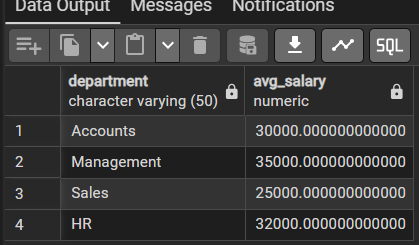 Data Output Messages Notifications
SQL
department avg_salary
character varying (50) numeric
1 Accounts 30000.000000000000
2 Management 35000.000000000000
3 Sales 25000.000000000000
4 HR 32000.000000000000